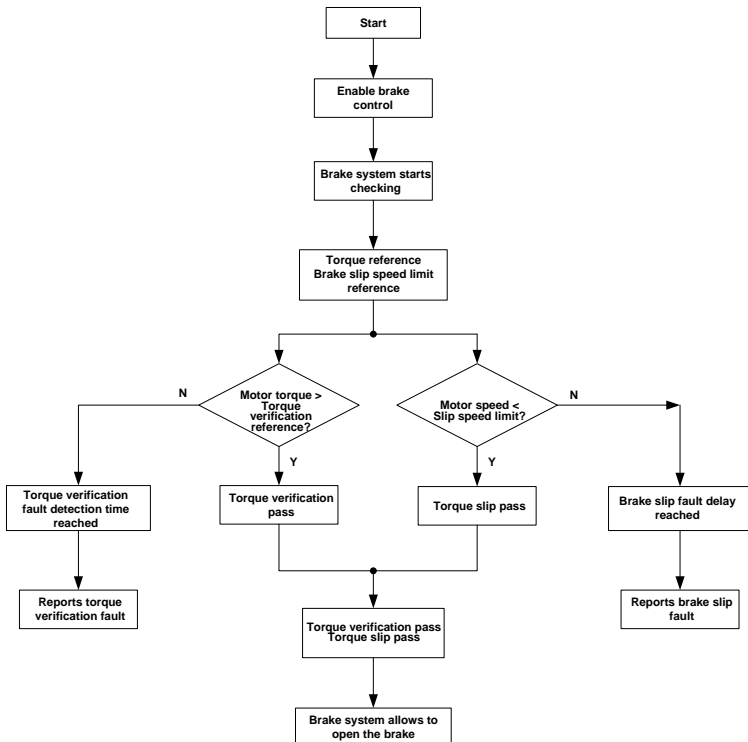 Start
Enable brake
control
Brake system starts
checking
Torque reference
Brake slip speed limit
reference
N
Motor torque >
Torque
verification
reference?
Motor speed <
Slip speed limit?
N
Y
Y
Torque verification
fault detection time
reached
Torque verification
pass
Torque slip pass
Brake slip fault delay
reached
Reports torque
verification fault
Reports brake slip
fault
Torque verification pass
Torque slip pass
Brake system allows to
open the brake